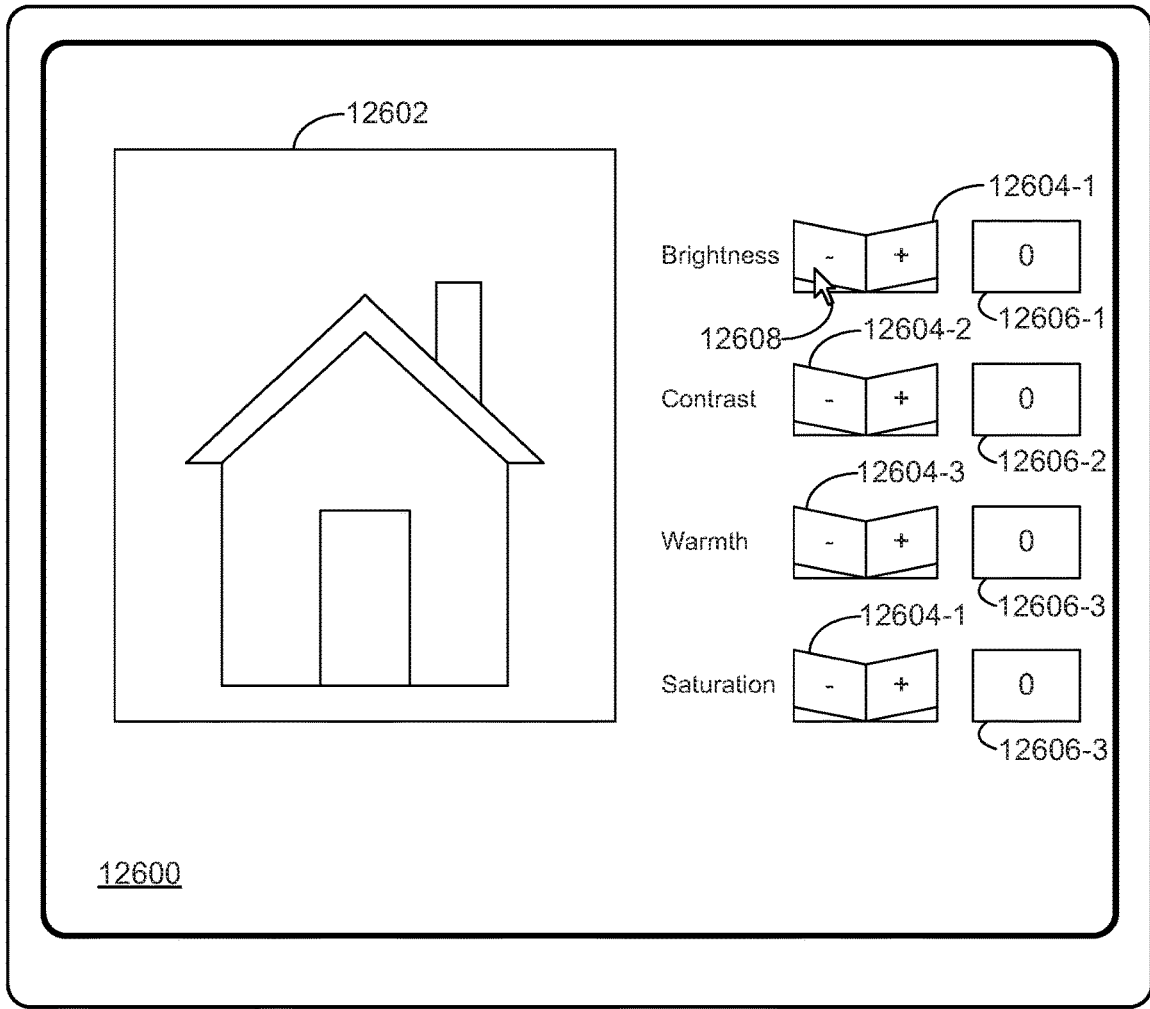 12602
12604-1
Brightness - + 0
12606-1
12608
12604-2
Contrast - + 0
12606-2
12604-3
Warmth - + 0
12606-3
12604-1
Saturation - + 0
12606-3
12600